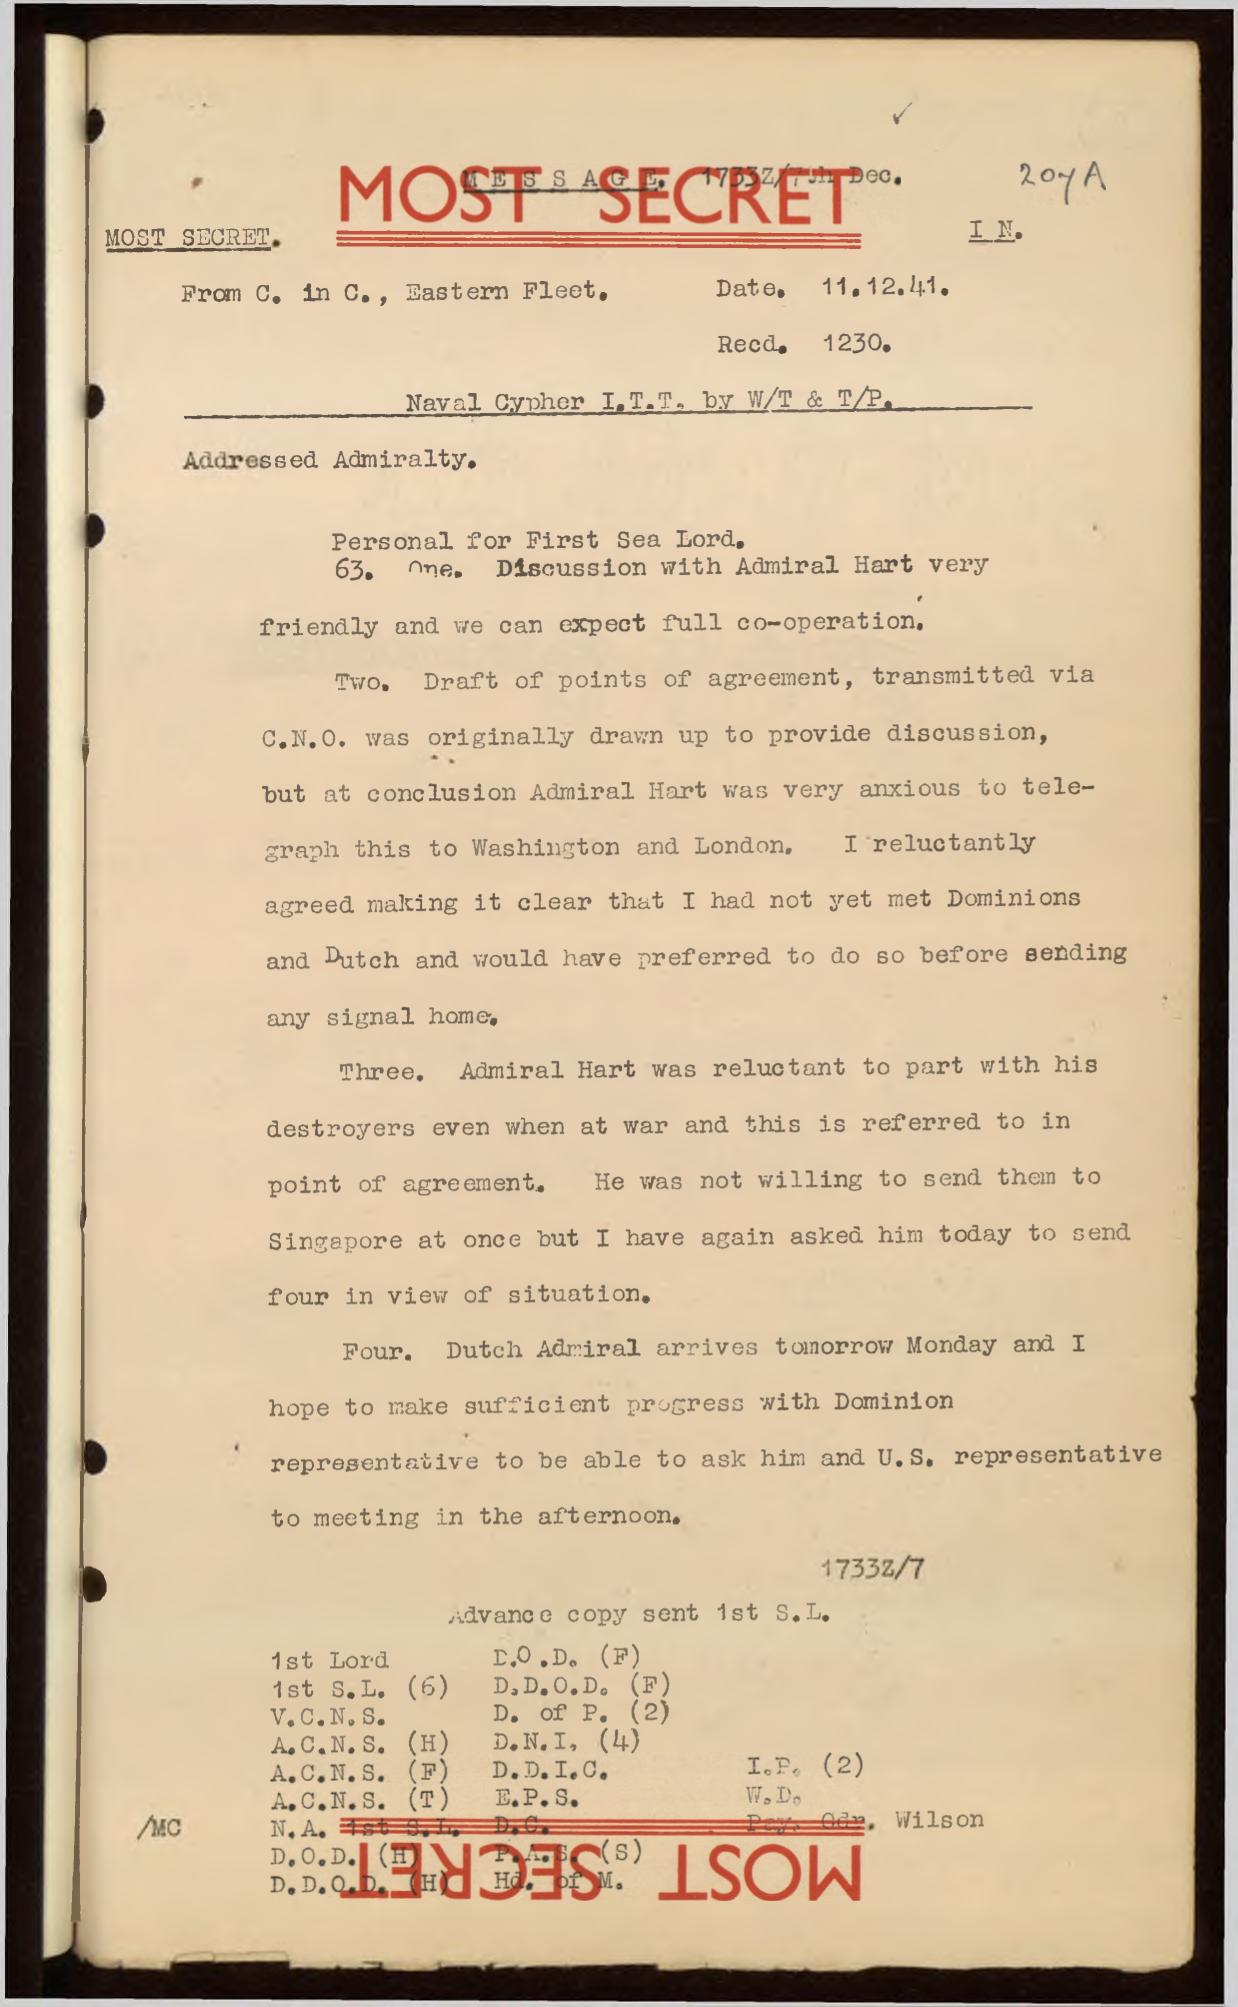 MOST SECRET
MESSAGE. 1733Z/7th Dec.
207A
MOST SECRET.
I N.
From C. in C., Eastern Fleet. Date. 11.12.41.
Recd. 1230.
Naval Cypher I.T.T. by W/T & T/P.
Addressed Admiralty.
Personal for First Sea Lord.
63. One. Discussion with Admiral Hart very
friendly and we can expect full co-operation.
Two. Draft of points of agreement, transmitted via
C.N.O. was originally drawn up to provide discussion,
but at conclusion Admiral Hart was very anxious to tele-
graph this to Washington and London. I reluctantly
agreed making it clear that I had not yet met Dominions
and Dutch and would have preferred to do so before sending
any signal home.
Three. Admiral Hart was reluctant to part with his
destroyers even when at war and this is referred to in
point of agreement. He was not willing to send them to
Singapore at once but I have again asked him today to send
four in view of situation.
Four. Dutch Admiral arrives tomorrow Monday and I
hope to make sufficient progress with Dominion
representative to be able to ask him and U.S. representative
to meeting in the afternoon.
1733Z/7
Advance copy sent 1st S.L.
1st Lord D.O.D. (F)
1st S.L. (6) D.D.O.D. (F)
V.C.N.S. D. of P. (2)
A.C.N.S. (H) D.N.I. (4)
A.C.N.S. (F) D.D.I.C. I.P. (2)
A.C.N.S. (T) E.P.S. W.D.
/MC N.A. 1st S.L. D.C. Pay. Cdr. Wilson
D.O.D. (H) P.A.S. (S)
D.D.O.D. (H) Hd. of M.
MOST SECRET